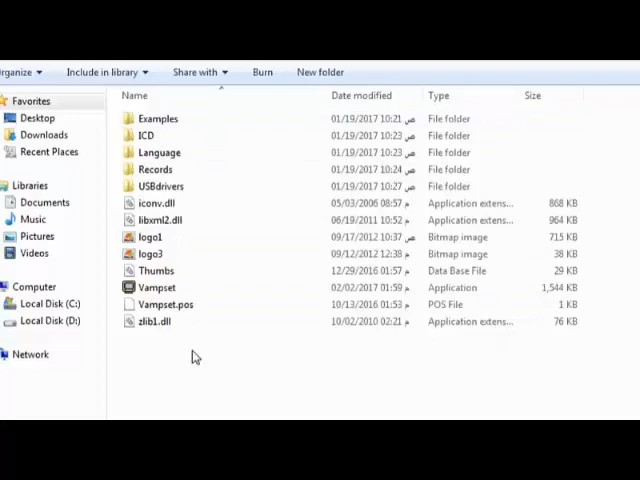 rganize Include in library Share with Burn New folder
Name Date modified Type Size
Favorites
Desktop
Downloads
Recent Places
Libraries
Documents
Music
Pictures
Videos
Computer
Local Disk (C:)
Local Disk (D:)
Network
Examples 01/19/2017 10:21 ص File folder
ICD 01/19/2017 10:23 ص File folder
Language 01/19/2017 10:23 ص File folder
Records 01/19/2017 10:24 ص File folder
USBdrivers 01/19/2017 10:27 ص File folder
iconv.dll 05/03/2006 08:57 م Application extens... 868 KB
libxml2.dll 06/19/2011 10:52 م Application extens... 964 KB
logo1 09/17/2012 10:37 ص Bitmap image 715 KB
logo3 09/12/2012 12:38 م Bitmap image 38 KB
Thumbs 12/29/2016 01:57 م Data Base File 29 KB
Vampset 02/02/2017 01:59 م Application 1,544 KB
Vampset.pos 10/13/2016 01:53 م POS File 1 KB
zlib1.dll 10/02/2010 02:21 م Application extens... 76 KB